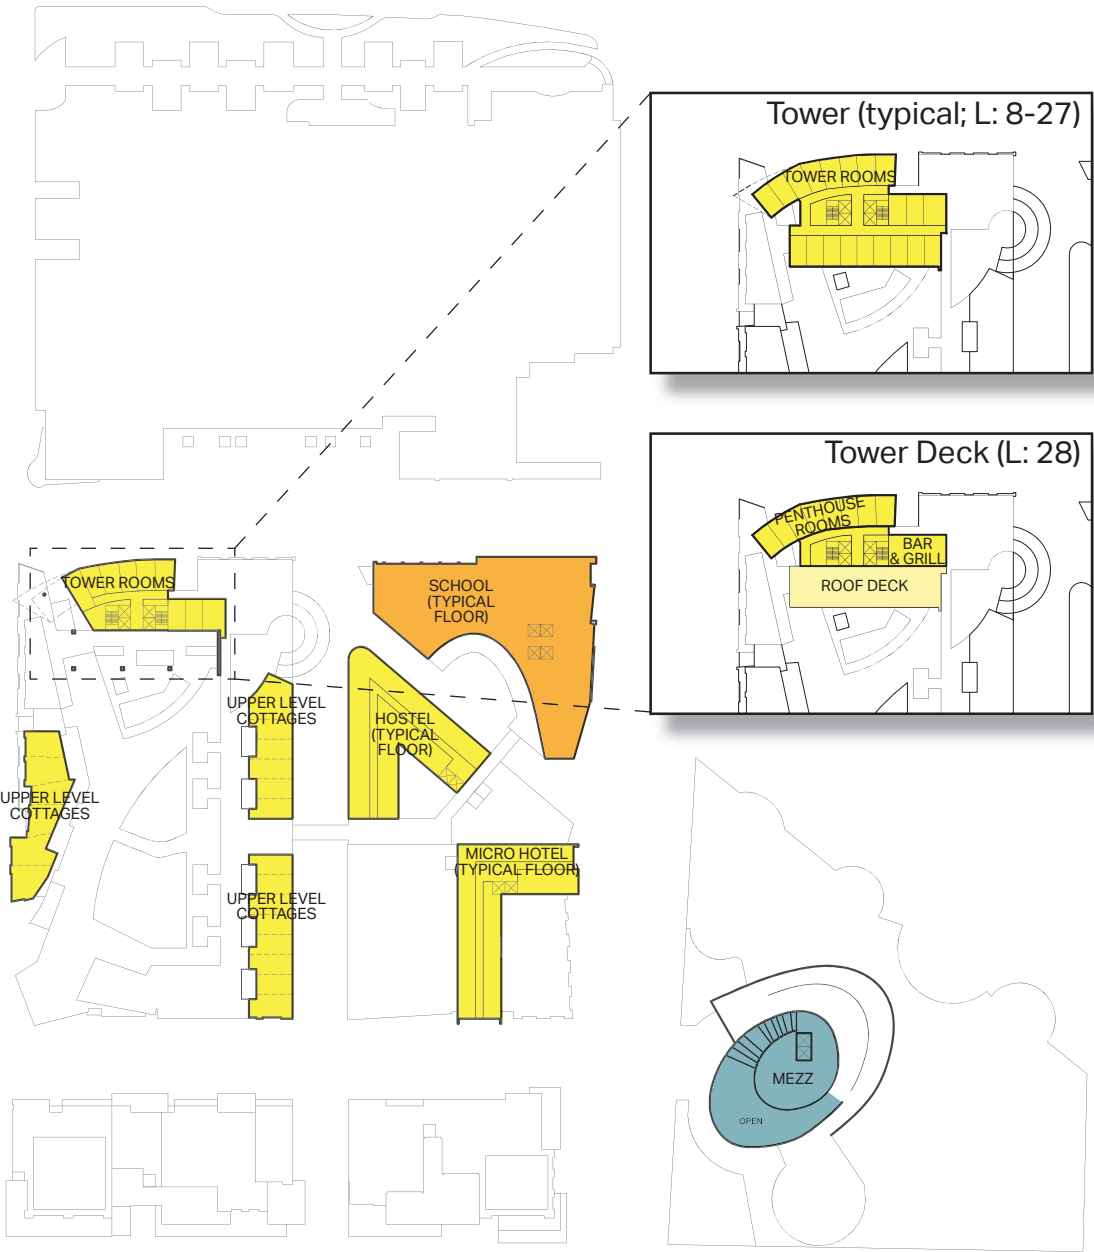 Tower (typical; L: 8-27)
TOWER ROOMS
Tower Deck (L: 28)
PENTHOUSE
ROOMS
BAR
& GRILL
ROOF DECK
TOWER ROOMS
SCHOOL
(TYPICAL
FLOOR)
UPPER LEVEL
COTTAGES
HOSTEL
(TYPICAL
FLOOR)
UPPER LEVEL
COTTAGES
MICRO HOTEL
(TYPICAL FLOOR)
UPPER LEVEL
COTTAGES
MEZZ
OPEN